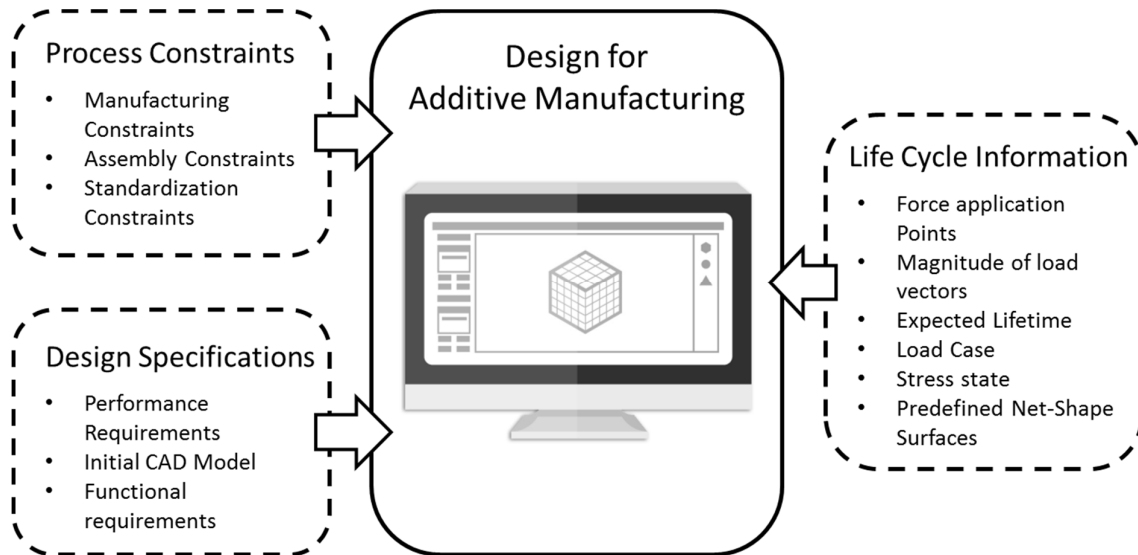 Process Constraints
• Manufacturing
Constraints
• Assembly Constraints
• Standardization
Constraints
Design Specifications
• Performance
Requirements
• Initial CAD Model
• Functional
requirements
Design for
Additive Manufacturing
Life Cycle Information
• Force application
Points
• Magnitude of load
vectors
• Expected Lifetime
• Load Case
• Stress state
• Predefined Net-Shape
Surfaces